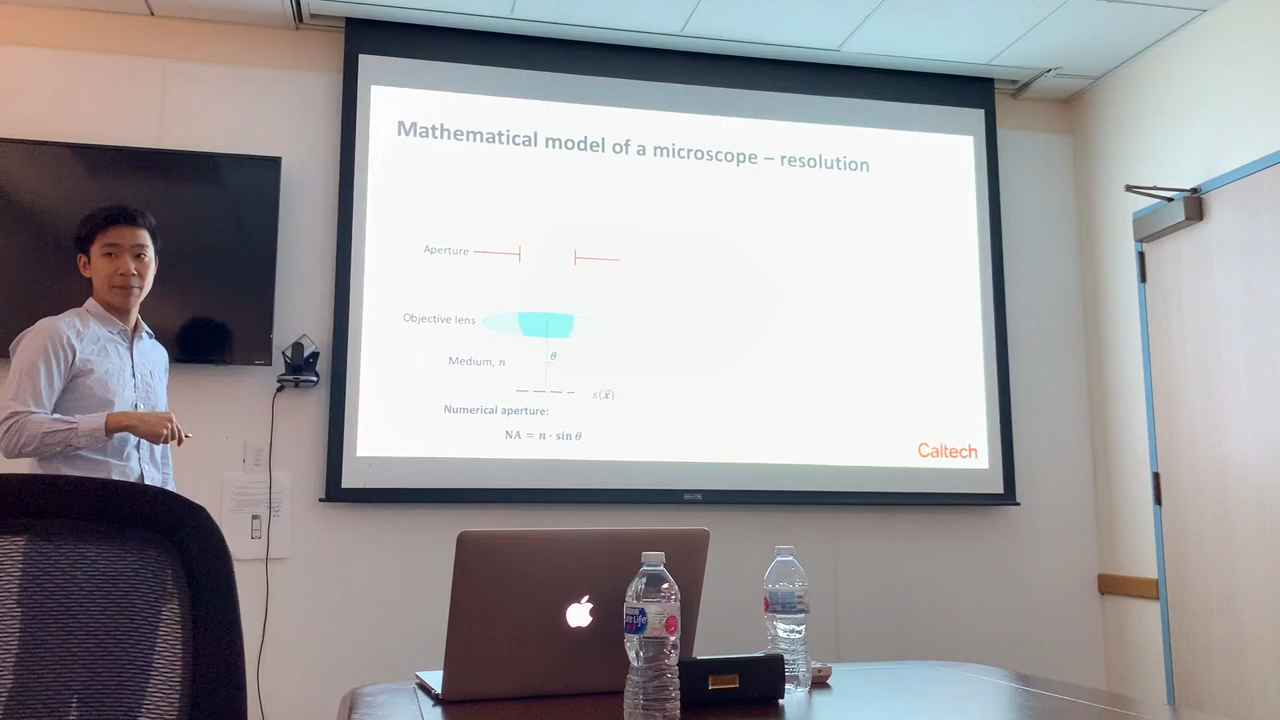 Mathematical model of a microscope – resolution
Aperture
Objective lens
Medium, n
θ
s(x⃗)
Numerical aperture:
NA = n · sin θ
Caltech
Pure Life